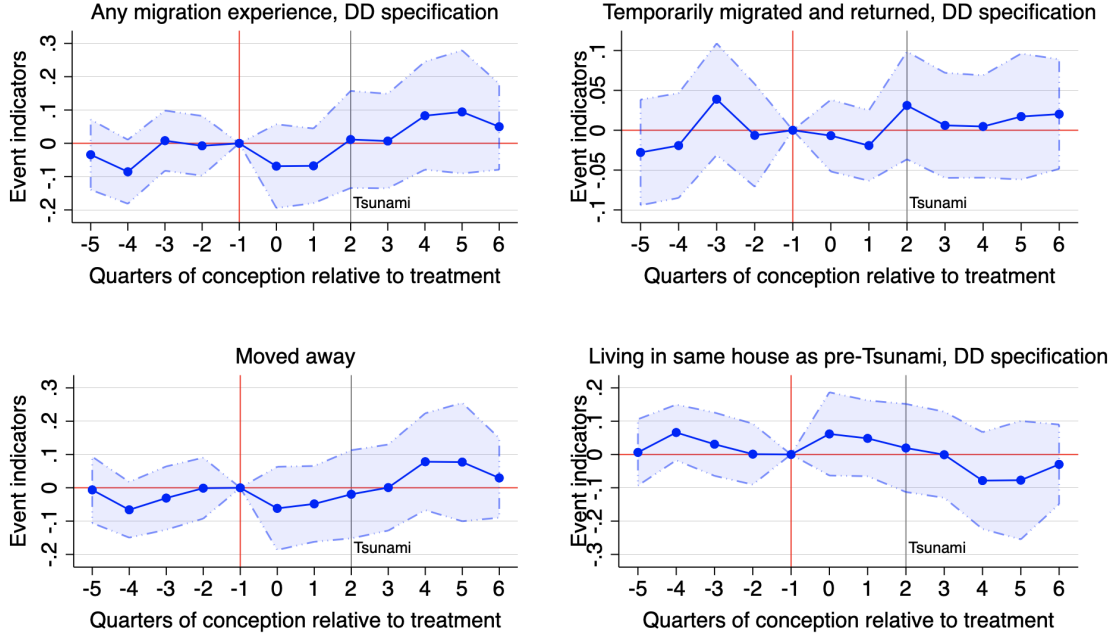 Any migration experience, DD specification
Event indicators
.3
.2
.1
0
-.1
-.2
Tsunami
-5 -4 -3 -2 -1 0 1 2 3 4 5 6
Quarters of conception relative to treatment
Temporarily migrated and returned, DD specification
Event indicators
.1
.05
0
-.05
-.1
Tsunami
-5 -4 -3 -2 -1 0 1 2 3 4 5 6
Quarters of conception relative to treatment
Moved away
Event indicators
.3
.2
.1
0
-.1
-.2
Tsunami
-5 -4 -3 -2 -1 0 1 2 3 4 5 6
Quarters of conception relative to treatment
Living in same house as pre-Tsunami, DD specification
Event indicators
.2
.1
0
-.1
-.2
-.3
Tsunami
-5 -4 -3 -2 -1 0 1 2 3 4 5 6
Quarters of conception relative to treatment